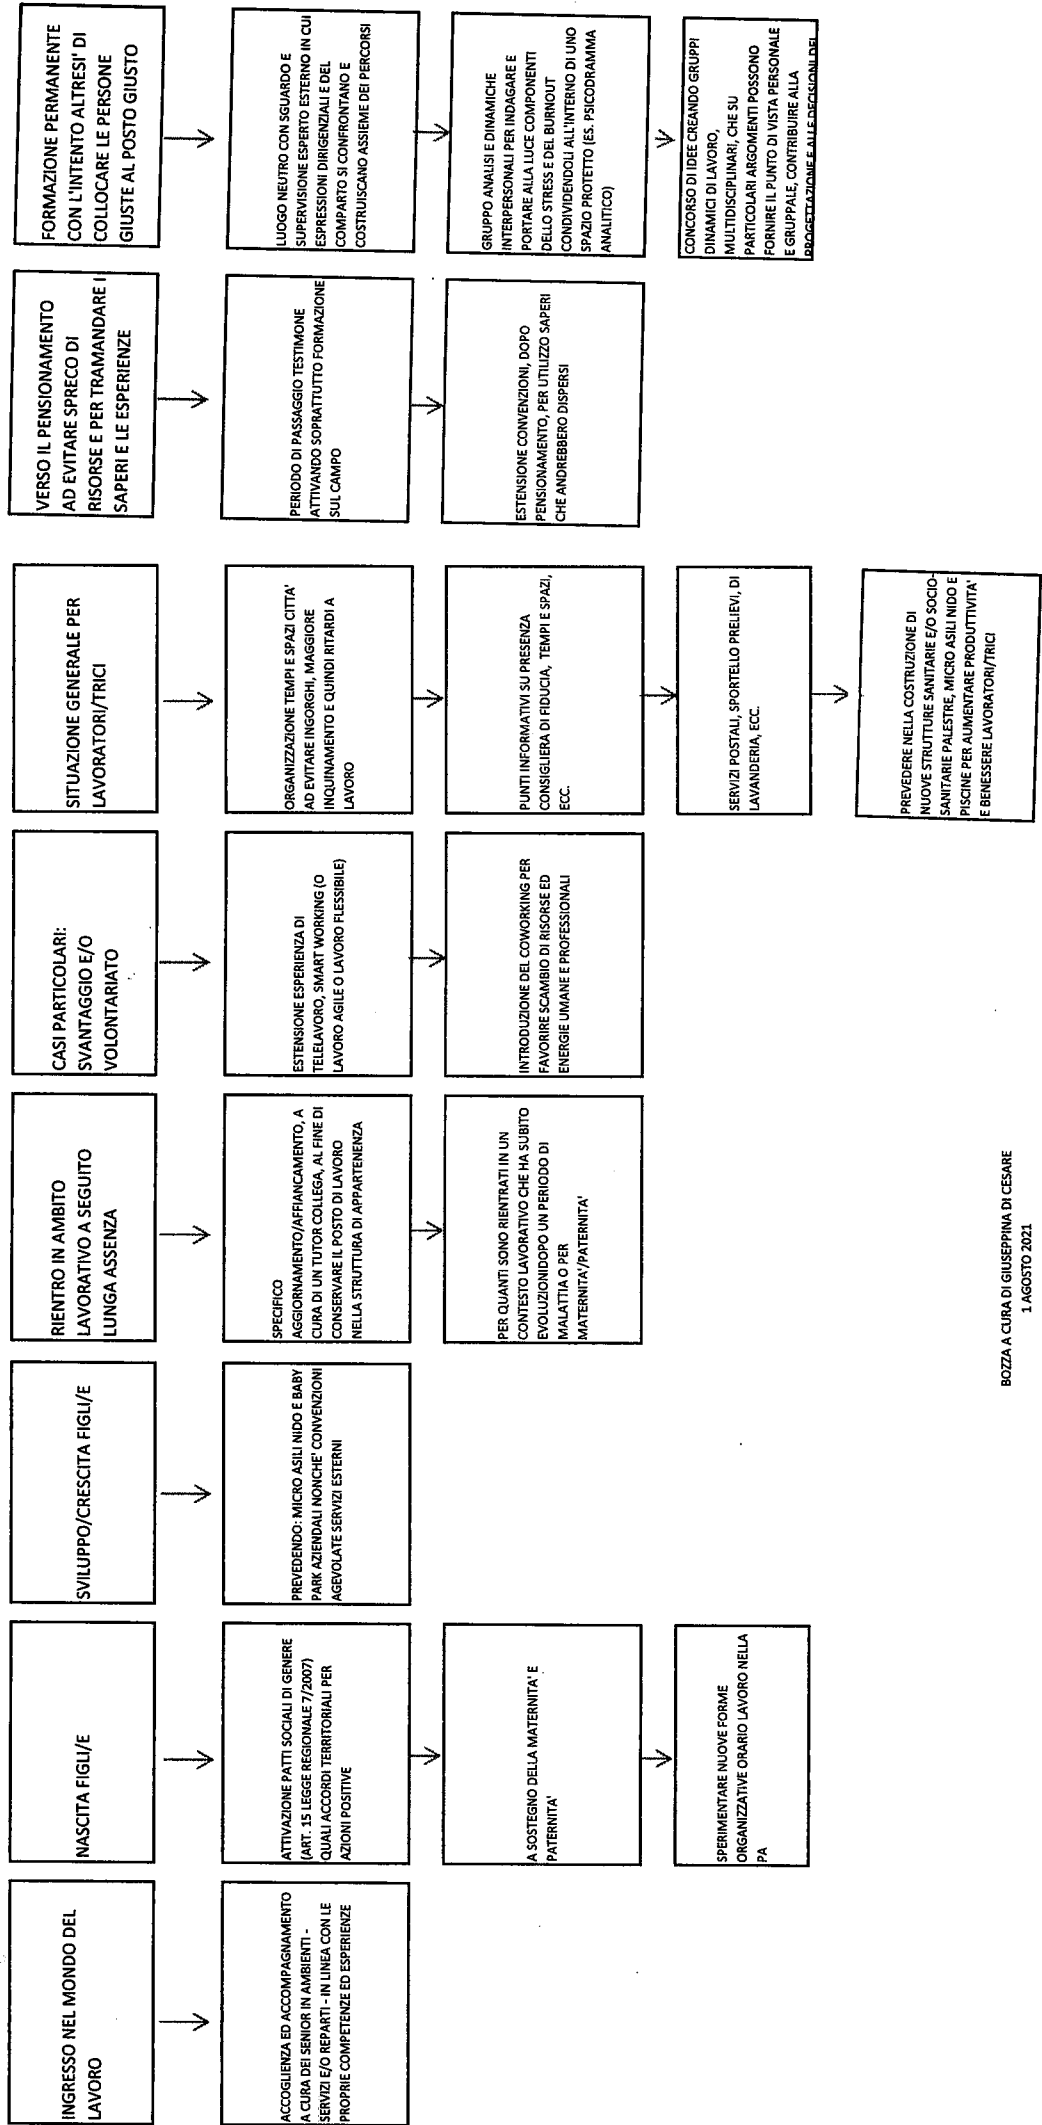 INGRESSO NEL MONDO DEL
LAVORO
ACCOGLIENZA ED ACCOMPAGNAMENTO
A CURA DEI SENIOR IN AMBIENTI -
SERVIZI E/O REPARTI - IN LINEA CON LE
PROPRIE COMPETENZE ED ESPERIENZE
NASCITA FIGLI/E
ATTIVAZIONE PATTI SOCIALI DI GENERE
(ART. 15 LEGGE REGIONALE 7/2007)
QUALI ACCORDI TERRITORIALI PER
AZIONI POSITIVE
A SOSTEGNO DELLA MATERNITA' E
PATERNITA'
SPERIMENTARE NUOVE FORME
ORGANIZZATIVE ORARIO LAVORO NELLA
PA
SVILUPPO/CRESCITA FIGLI/E
PREVEDENDO: MICRO ASILI NIDO E BABY
PARK AZIENDALI NONCHE' CONVENZIONI
AGEVOLATE SERVIZI ESTERNI
RIENTRO IN AMBITO
LAVORATIVO A SEGUITO
LUNGA ASSENZA
SPECIFICO
AGGIORNAMENTO/AFFIANCAMENTO, A
CURA DI UN TUTOR COLLEGA, AL FINE DI
CONSERVARE IL POSTO DI LAVORO
NELLA STRUTTURA DI APPARTENENZA
PER QUANTI SONO RIENTRATI IN UN
CONTESTO LAVORATIVO CHE HA SUBITO
EVOLUZIONIDOPO UN PERIODO DI
MALATTIA O PER
MATERNITA'/PATERNITA'
CASI PARTICOLARI:
SVANTAGGIO E/O
VOLONTARIATO
ESTENSIONE ESPERIENZA DI
TELELAVORO, SMART WORKING (O
LAVORO AGILE O LAVORO FLESSIBILE)
INTRODUZIONE DEL COWORKING PER
FAVORIRE SCAMBIO DI RISORSE ED
ENERGIE UMANE E PROFESSIONALI
SITUAZIONE GENERALE PER
LAVORATORI/TRICI
ORGANIZZAZIONE TEMPI E SPAZI CITTA'
AD EVITARE INGORGHI, MAGGIORE
INQUINAMENTO E QUINDI RITARDI A
LAVORO
PUNTI INFORMATIVI SU PRESENZA
CONSIGLIERA DI FIDUCIA, TEMPI E SPAZI,
ECC.
SERVIZI POSTALI, SPORTELLO PRELIEVI, DI
LAVANDERIA, ECC.
PREVEDERE NELLA COSTRUZIONE DI
NUOVE STRUTTURE SANITARIE E/O SOCIO-
SANITARIE PALESTRE, MICRO ASILI NIDO E
PISCINE PER AUMENTARE PRODUTTIVITA'
E BENESSERE LAVORATORI/TRICI
VERSO IL PENSIONAMENTO
AD EVITARE SPRECO DI
RISORSE E PER TRAMANDARE I
SAPERI E LE ESPERIENZE
PERIODO DI PASSAGGIO TESTIMONE
ATTIVANDO SOPRATTUTTO FORMAZIONE
SUL CAMPO
ESTENSIONE CONVENZIONI, DOPO
PENSIONAMENTO, PER UTILIZZO SAPERI
CHE ANDREBBERO DISPERSI
FORMAZIONE PERMANENTE
CON L'INTENTO ALTRESI' DI
COLLOCARE LE PERSONE
GIUSTE AL POSTO GIUSTO
LUOGO NEUTRO CON SGUARDO E
SUPERVISIONE ESPERTO ESTERNO IN CUI
ESPRESSIONI DIRIGENZIALI E DEL
COMPARTO SI CONFRONTANO E
COSTRUISCANO ASSIEME DEI PERCORSI
GRUPPO ANALISI E DINAMICHE
INTERPERSONALI PER INDAGARE E
PORTARE ALLA LUCE COMPONENTI
DELLO STRESS E DEL BURNOUT
CONDIVIDENDOLI ALL'INTERNO DI UNO
SPAZIO PROTETTO (ES. PSICODRAMMA
ANALITICO)
CONCORSO DI IDEE CREANDO GRUPPI
DINAMICI DI LAVORO,
MULTIDISCIPLINARI, CHE SU
PARTICOLARI ARGOMENTI POSSONO
FORNIRE IL PUNTO DI VISTA PERSONALE
E GRUPPALE, CONTRIBUIRE ALLA
PROGETTAZIONE E ALLE DECISIONI DEL
BOZZA A CURA DI GIUSEPPINA DI CESARE
1 AGOSTO 2021